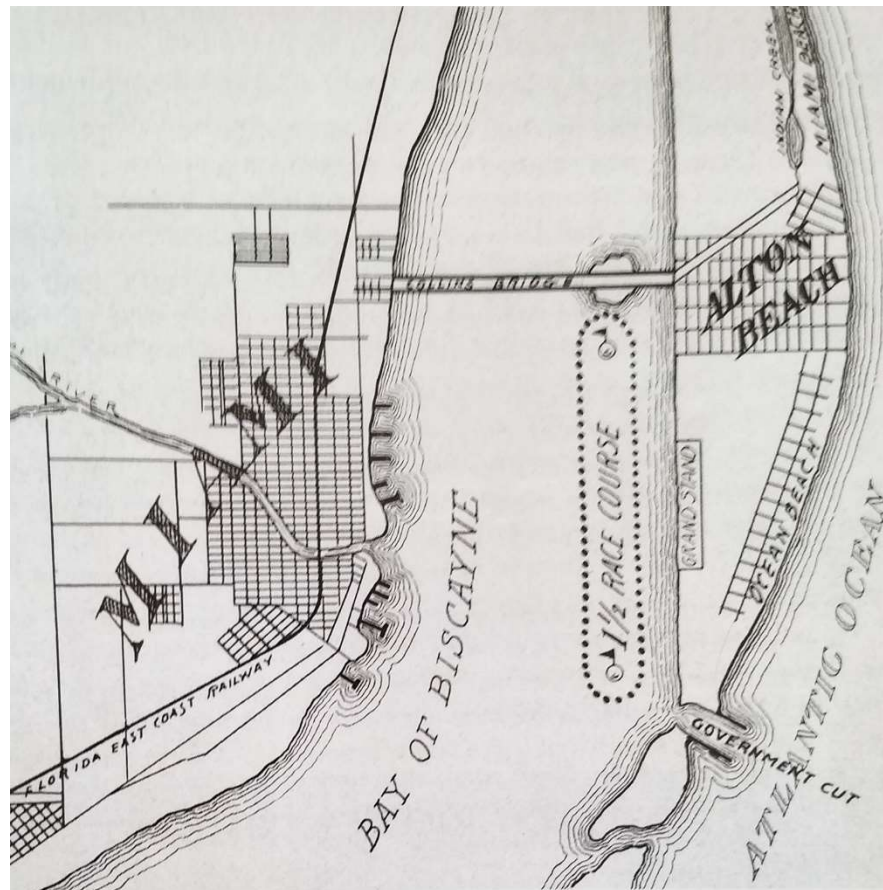 INDIAN CREEK
MIAMI BEACH
COLLINS BRIDGE
ALTON
BEACH
RIVER
MIAMI
1½ RACE COURSE
GRAND STAND
OCEAN BEACH
FLORIDA EAST COAST RAILWAY
BAY OF BISCAYNE
GOVERNMENT CUT
ATLANTIC OCEAN